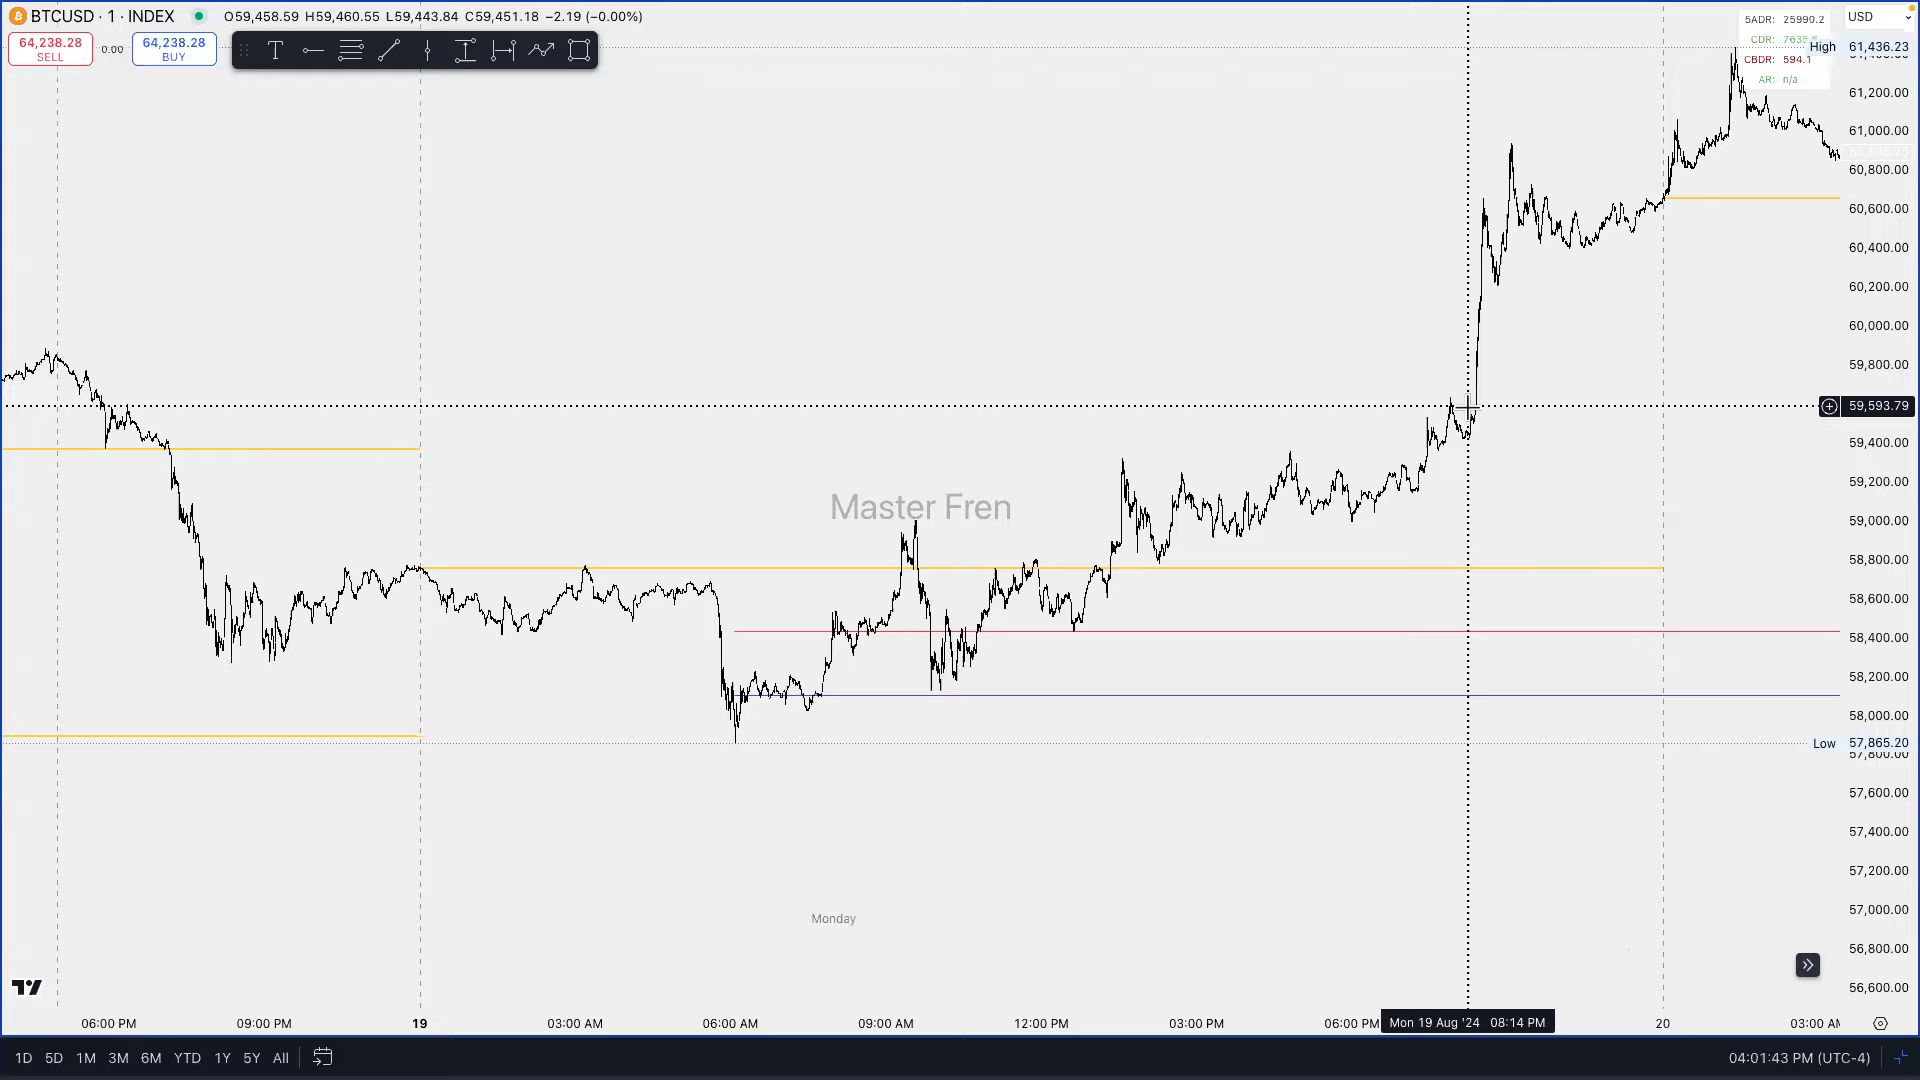 BTCUSD · 1 · INDEX
O59,458.59 H59,460.55 L59,443.84 C59,451.18 −2.19 (−0.00%)
64,238.28
SELL
0.00
64,238.28
BUY
5ADR: 25990.2
CBDR: 594.1
AR: n/a
USD
High 61,436.23
61,200.00
61,000.00
60,800.00
60,600.00
60,400.00
60,200.00
60,000.00
59,800.00
59,593.79
59,400.00
59,200.00
59,000.00
58,800.00
58,600.00
58,400.00
58,200.00
58,000.00
Low 57,865.20
57,800.00
57,600.00
57,400.00
57,200.00
57,000.00
56,800.00
56,600.00
Master Fren
Monday
06:00 PM 09:00 PM 19 03:00 AM 06:00 AM 09:00 AM 12:00 PM 03:00 PM 06:00 PM Mon 19 Aug '24 08:14 PM 20 03:00 AM
1D 5D 1M 3M 6M YTD 1Y 5Y All
04:01:43 PM (UTC-4)